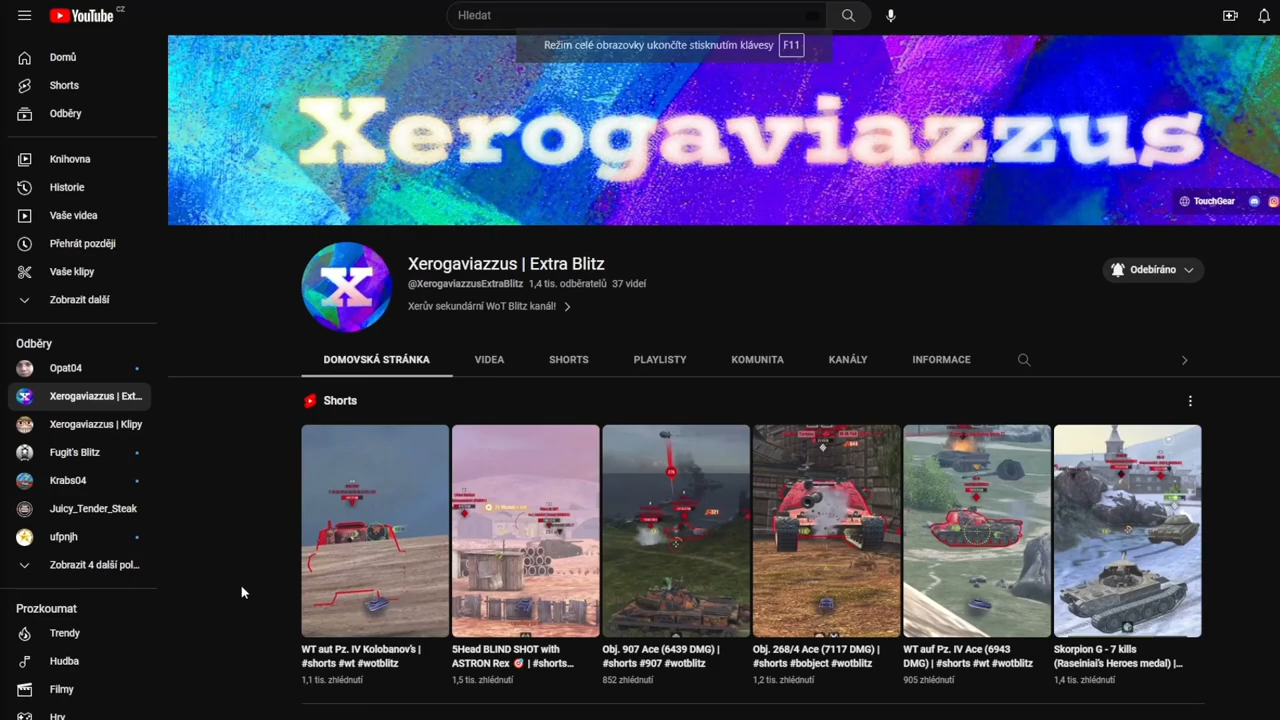 YouTube CZ
Hledat
Režim celé obrazovky ukončíte stisknutím klávesy F11
Domů
Shorts
Odběry
Knihovna
Historie
Vaše videa
Přehrát později
Vaše klipy
Zobrazit další
Odběry
Opat04
Xerogaviazzus | Ext...
Xerogaviazzus | Klipy
Fugit's Blitz
Krabs04
Juicy_Tender_Steak
ufpnjh
Zobrazit 4 další pol...
Prozkoumat
Trendy
Hudba
Filmy
Hry
Xerogaviazzus
TouchGear
X
Xerogaviazzus | Extra Blitz
@XerogaviazzusExtraBlitz 1,4 tis. odběratelů 37 videí
Xerův sekundární WoT Blitz kanál!
Odebíráno
DOMOVSKÁ STRÁNKA VIDEA SHORTS PLAYLISTY KOMUNITA KANÁLY INFORMACE
Shorts
WT aut Pz. IV Kolobanov's |
#shorts #wt #wotblitz
1,1 tis. zhlédnutí
5Head BLIND SHOT with
ASTRON Rex 🎯 | #shorts...
1,5 tis. zhlédnutí
Obj. 907 Ace (6439 DMG) |
#shorts #907 #wotblitz
852 zhlédnutí
Obj. 268/4 Ace (7117 DMG) |
#shorts #bobject #wotblitz
1,2 tis. zhlédnutí
WT auf Pz. IV Ace (6943
DMG) | #shorts #wt #wotblitz
905 zhlédnutí
Skorpion G - 7 kills
(Raseiniai's Heroes medal) |...
1,4 tis. zhlédnutí